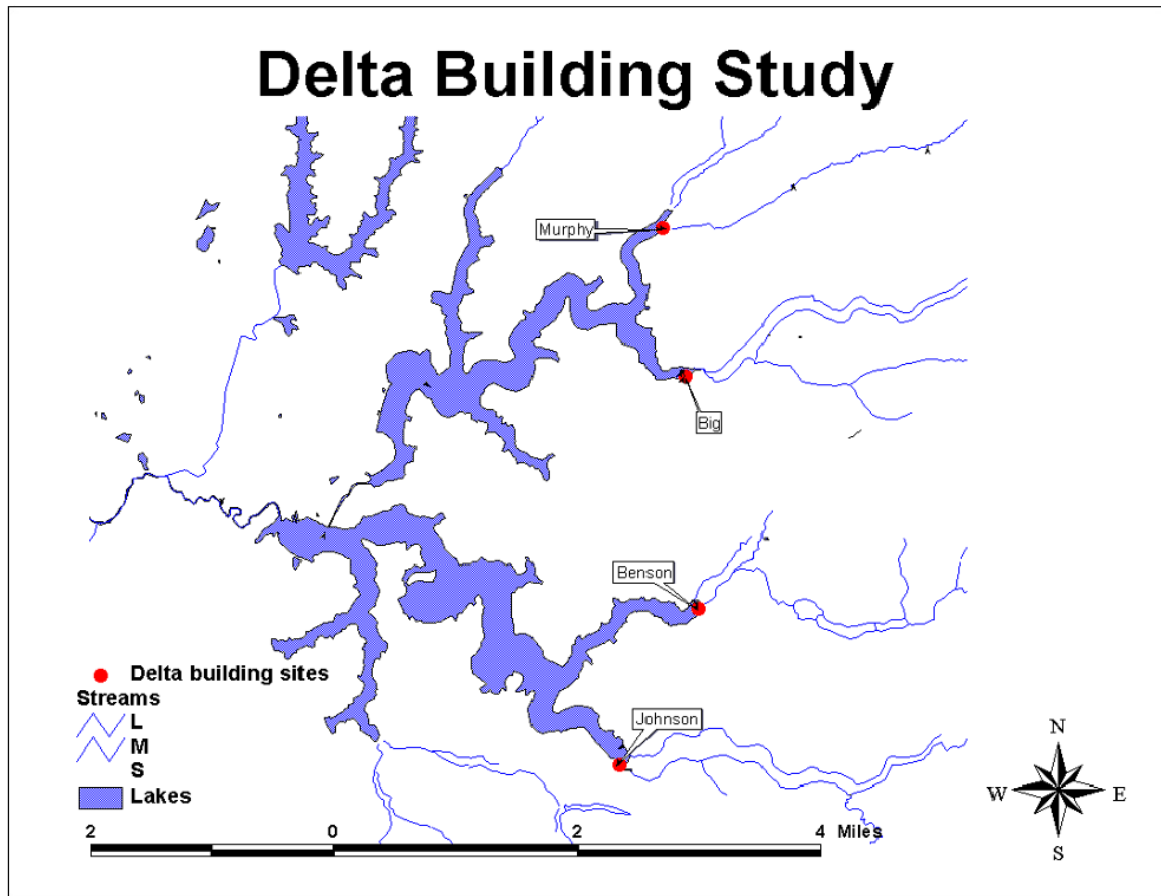 Delta Building Study
Murphy
Big
Benson
Johnson
Delta building sites
Streams
L
M
S
Lakes
2 0 2 4 Miles
N
W E
S